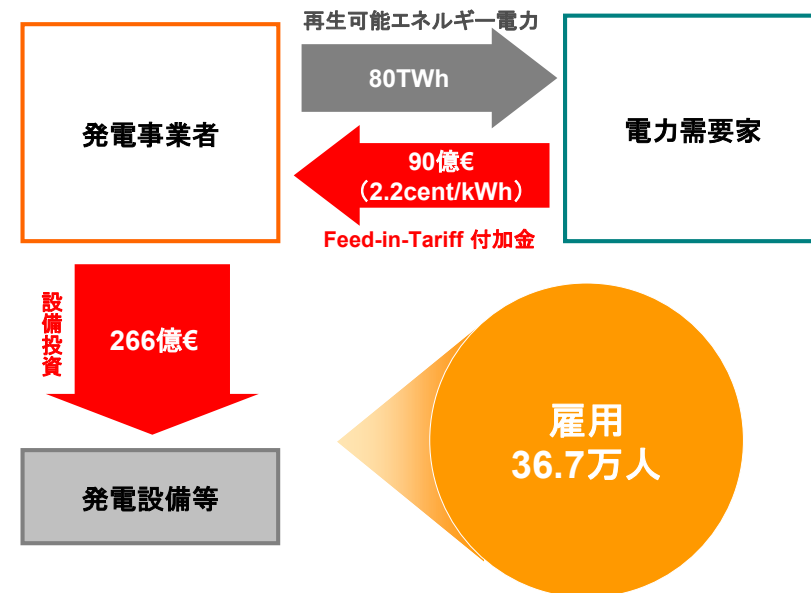 再生可能エネルギー電力
80TWh
発電事業者
電力需要家
90億€
（2.2cent/kWh）
Feed-in-Tariff 付加金
設備投資
266億€
雇用
36.7万人
発電設備等